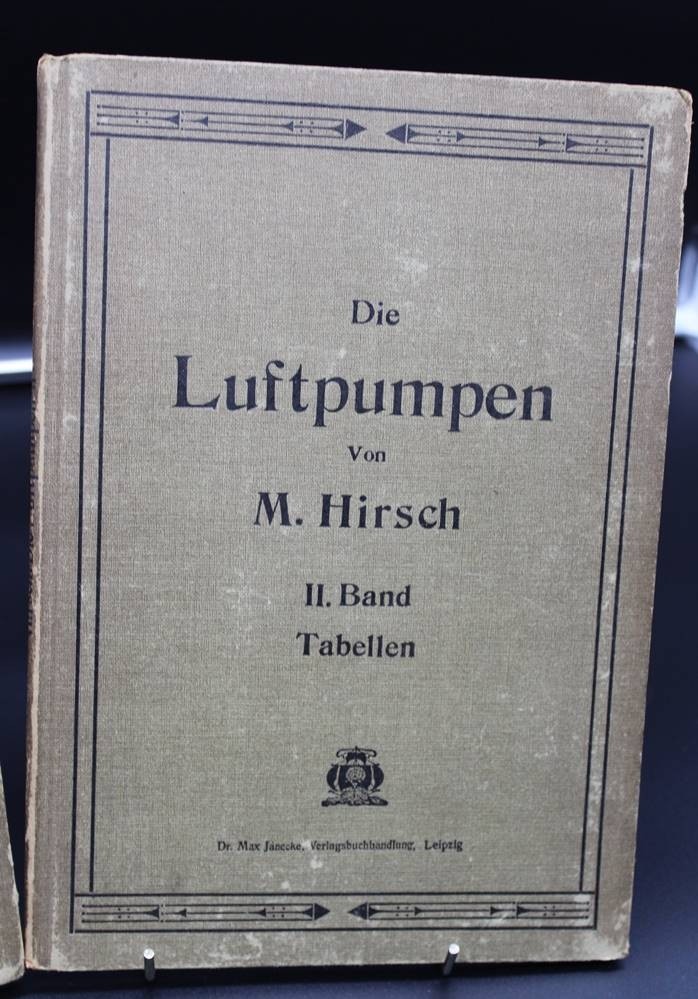 Die
Luftpumpen
Von
M. Hirsch
II. Band
Tabellen
Dr. Max Jänecke, Verlagsbuchhandlung, Leipzig